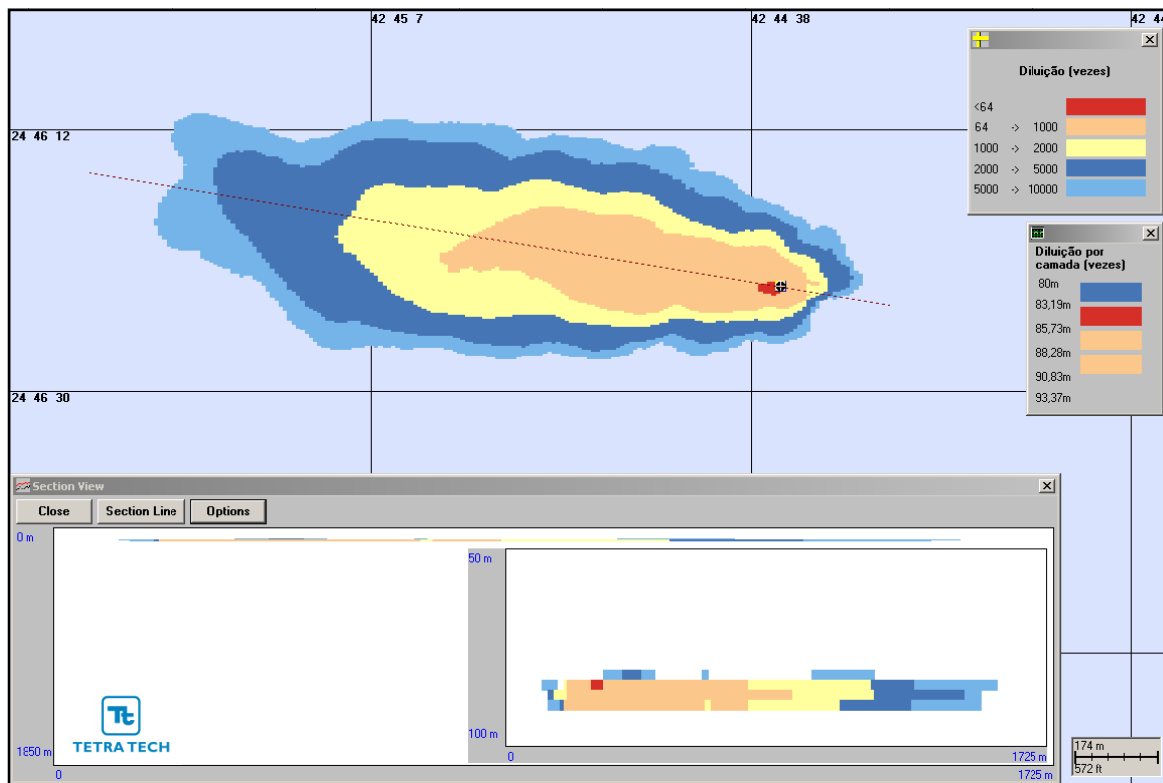 42 45 7
42 44 38
42 44
24 46 12
24 46 30
Diluição (vezes)
<64
64 -> 1000
1000 -> 2000
2000 -> 5000
5000 -> 10000
Diluição por
camada (vezes)
80m
83,19m
85,73m
88,28m
90,83m
93,37m
Section View
Close
Section Line
Options
0 m
1850 m
0
1725 m
50 m
100 m
0
1725 m
Tt
TETRA TECH
174 m
572 ft